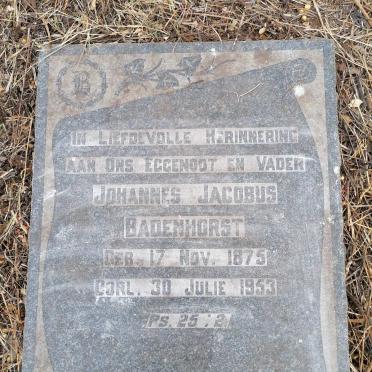 B
IN LIEFDEVOLLE HERINNERING
AAN ONS EGGENOOT EN VADER
JOHANNES JACOBUS
BADENHORST
GEB. 17 NOV. 1875
OORL. 30 JULIE 1953
PS. 25 : 2